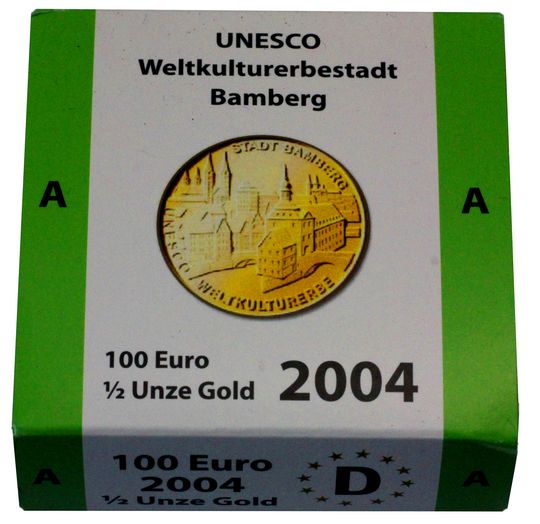 UNESCO
Weltkulturerbestadt
Bamberg
STADT BAMBERG
UNESCO
WELTKULTURERBE
A
A
100 Euro
½ Unze Gold
2004
A
100 Euro
2004
½ Unze Gold
D
A